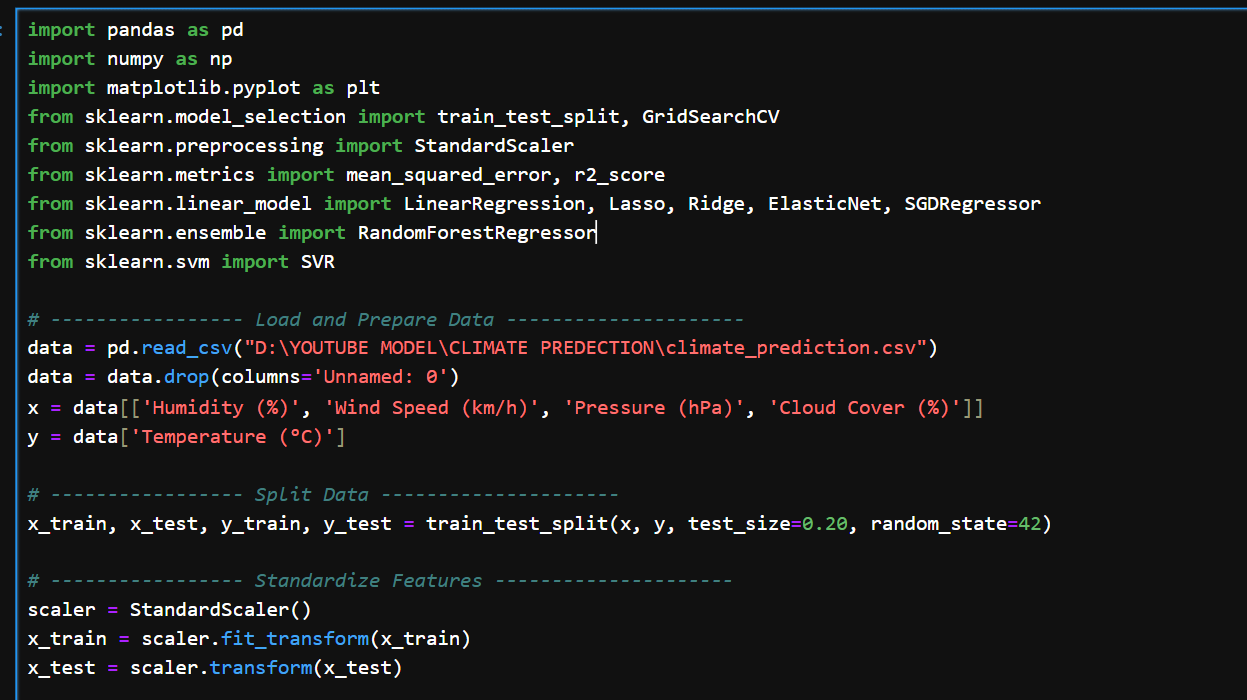 import pandas as pd
import numpy as np
import matplotlib.pyplot as plt
from sklearn.model_selection import train_test_split, GridSearchCV
from sklearn.preprocessing import StandardScaler
from sklearn.metrics import mean_squared_error, r2_score
from sklearn.linear_model import LinearRegression, Lasso, Ridge, ElasticNet, SGDRegressor
from sklearn.ensemble import RandomForestRegressor
from sklearn.svm import SVR
# ----------------- Load and Prepare Data ---------------------
data = pd.read_csv("D:\YOUTUBE MODEL\CLIMATE PREDECTION\climate_prediction.csv")
data = data.drop(columns='Unnamed: 0')
x = data[['Humidity (%)', 'Wind Speed (km/h)', 'Pressure (hPa)', 'Cloud Cover (%)']]
y = data['Temperature (°C)']
# ----------------- Split Data ---------------------
x_train, x_test, y_train, y_test = train_test_split(x, y, test_size=0.20, random_state=42)
# ----------------- Standardize Features ---------------------
scaler = StandardScaler()
x_train = scaler.fit_transform(x_train)
x_test = scaler.transform(x_test)